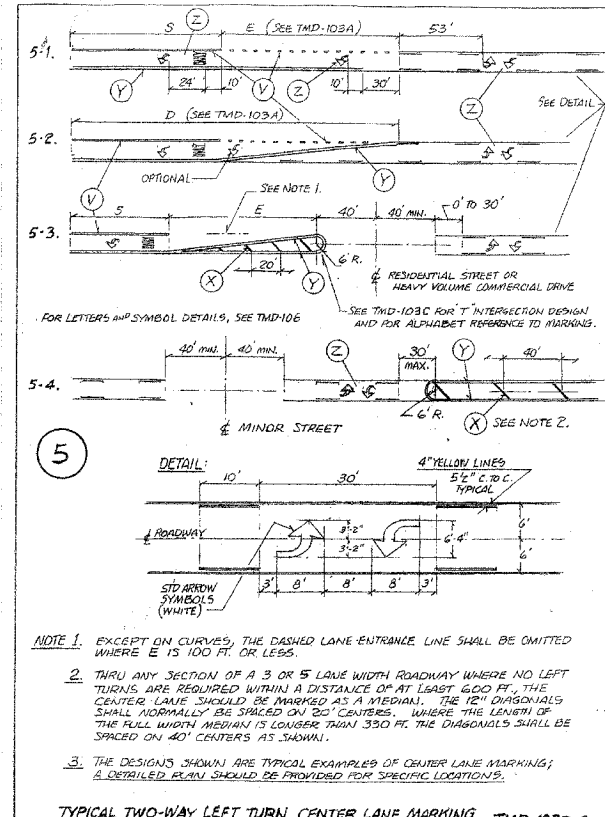 S E (SEE TMD-103A) 53'
5-1. Z
Y 24' 10' V Z 10' 30' Z
D (SEE TMD-103A) SEE DETAIL
5-2.
OPTIONAL Y
V SEE NOTE 1.
S E 40' 40' MIN. 0' TO 30'
5-3.
X 20' Y 6' R. ℄ RESIDENTIAL STREET OR
HEAVY VOLUME COMMERCIAL DRIVE
SEE TMD-103C FOR "T" INTERSECTION DESIGN
AND FOR ALPHABET REFERENCE TO MARKING.
FOR LETTERS AND SYMBOL DETAILS, SEE TMD-106
40' MIN. 40' MIN. Z 30' MAX. Y 40'
5-4.
6' R. X SEE NOTE 2.
℄ MINOR STREET
5
DETAIL:
10' 30' 4" YELLOW LINES
5½" C. TO C.
TYPICAL
℄ ROADWAY 3'-2" 6'
3'-2" 6'-4" 6'
STD ARROW
SYMBOLS
(WHITE)
3' 8' 8' 8' 3'
NOTE 1. EXCEPT ON CURVES, THE DASHED LANE-ENTRANCE LINE SHALL BE OMITTED
WHERE E IS 100 FT. OR LESS.
2. THRU ANY SECTION OF A 3 OR 5 LANE WIDTH ROADWAY WHERE NO LEFT
TURNS ARE REQUIRED WITHIN A DISTANCE OF AT LEAST 600 FT., THE
CENTER LANE SHOULD BE MARKED AS A MEDIAN. THE 12" DIAGONALS
SHALL NORMALLY BE SPACED ON 20' CENTERS. WHERE THE LENGTH OF
THE FULL WIDTH MEDIAN IS LONGER THAN 330 FT. THE DIAGONALS SHALL BE
SPACED ON 40' CENTERS AS SHOWN.
3. THE DESIGNS SHOWN ARE TYPICAL EXAMPLES OF CENTER LANE MARKING;
A DETAILED PLAN SHOULD BE PROVIDED FOR SPECIFIC LOCATIONS.
TYPICAL TWO-WAY LEFT TURN CENTER LANE MARKING